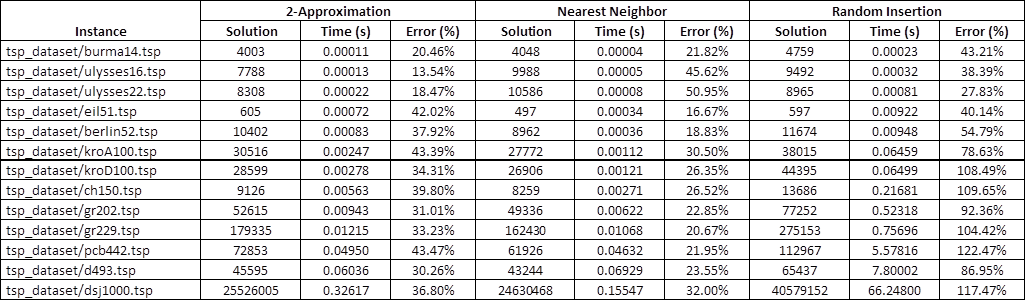 2-Approximation Nearest Neighbor Random Insertion
Instance Solution Time (s) Error (%) Solution Time (s) Error (%) Solution Time (s) Error (%)
tsp_dataset/burma14.tsp 4003 0.00011 20.46% 4048 0.00004 21.82% 4759 0.00023 43.21%
tsp_dataset/ulysses16.tsp 7788 0.00013 13.54% 9988 0.00005 45.62% 9492 0.00032 38.39%
tsp_dataset/ulysses22.tsp 8308 0.00022 18.47% 10586 0.00008 50.95% 8965 0.00081 27.83%
tsp_dataset/eil51.tsp 605 0.00072 42.02% 497 0.00034 16.67% 597 0.00922 40.14%
tsp_dataset/berlin52.tsp 10402 0.00083 37.92% 8962 0.00036 18.83% 11674 0.00948 54.79%
tsp_dataset/kroA100.tsp 30516 0.00247 43.39% 27772 0.00112 30.50% 38015 0.06459 78.63%
tsp_dataset/kroD100.tsp 28599 0.00278 34.31% 26906 0.00121 26.35% 44395 0.06499 108.49%
tsp_dataset/ch150.tsp 9126 0.00563 39.80% 8259 0.00271 26.52% 13686 0.21681 109.65%
tsp_dataset/gr202.tsp 52615 0.00943 31.01% 49336 0.00622 22.85% 77252 0.52318 92.36%
tsp_dataset/gr229.tsp 179335 0.01215 33.23% 162430 0.01068 20.67% 275153 0.75696 104.42%
tsp_dataset/pcb442.tsp 72853 0.04950 43.47% 61926 0.04632 21.95% 112967 5.57816 122.47%
tsp_dataset/d493.tsp 45595 0.06036 30.26% 43244 0.06929 23.55% 65437 7.80002 86.95%
tsp_dataset/dsj1000.tsp 25526005 0.32617 36.80% 24630468 0.15547 32.00% 40579152 66.24800 117.47%